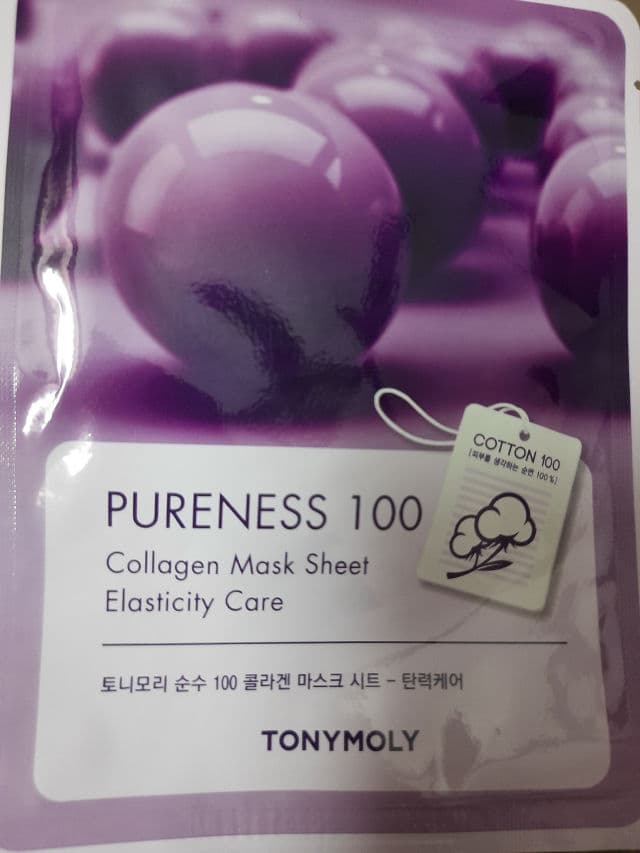 COTTON 100
[피부를 생각하는 순면 100%]
PURENESS 100
Collagen Mask Sheet
Elasticity Care
토니모리 순수 100 콜라겐 마스크 시트 - 탄력케어
TONYMOLY